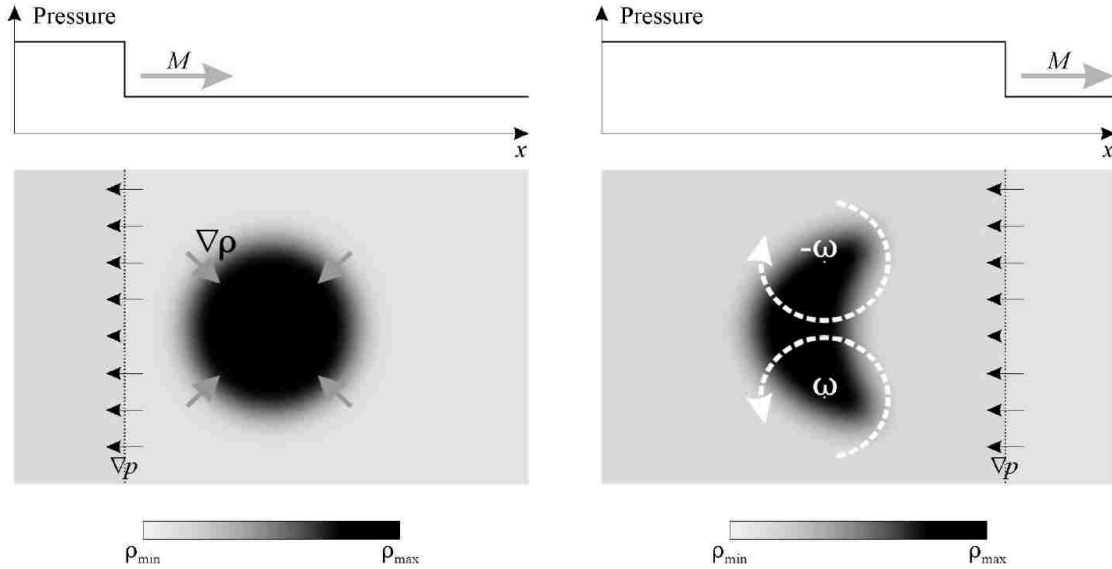 Pressure
M
x
∇ρ
∇p
ρmin ρmax
Pressure
M
x
-ω
ω
∇p
ρmin ρmax